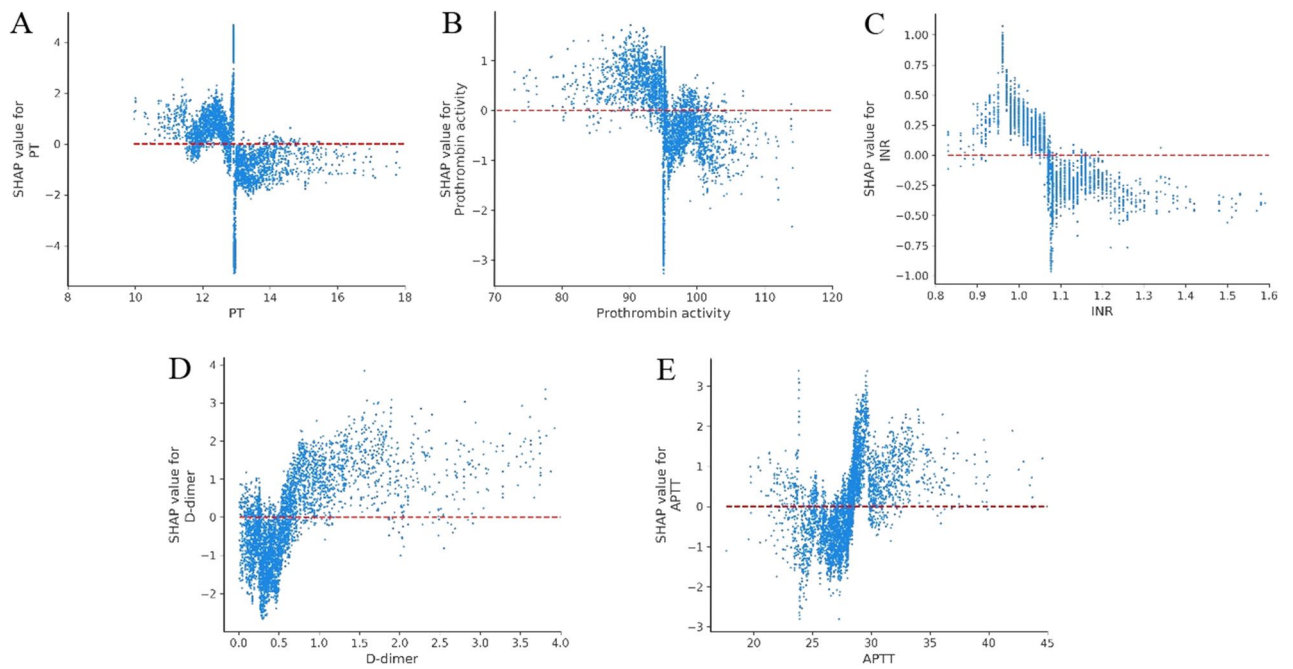 A
SHAP value for
PT
4
2
0
−2
−4
8 10 12 14 16 18
PT
B
SHAP value for
Prothrombin activity
1
0
−1
−2
−3
70 80 90 100 110 120
Prothrombin activity
C
SHAP value for
INR
1.00
0.75
0.50
0.25
0.00
−0.25
−0.50
−0.75
−1.00
0.8 0.9 1.0 1.1 1.2 1.3 1.4 1.5 1.6
INR
D
SHAP value for
D-dimer
4
3
2
1
0
−1
−2
0.0 0.5 1.0 1.5 2.0 2.5 3.0 3.5 4.0
D-dimer
E
SHAP value for
APTT
3
2
1
0
−1
−2
−3
20 25 30 35 40 45
APTT